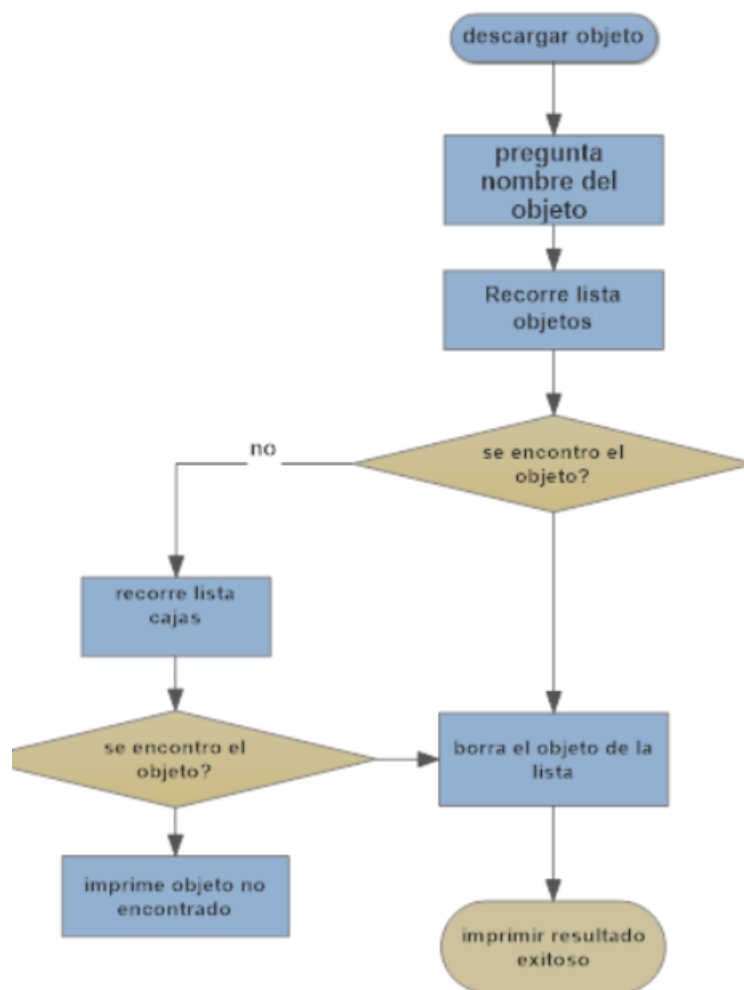 descargar objeto
pregunta
nombre del
objeto
Recorre lista
objetos
se encontro el
objeto?
no
recorre lista
cajas
se encontro el
objeto?
borra el objeto de la
lista
imprime objeto no
encontrado
imprimir resultado
exitoso